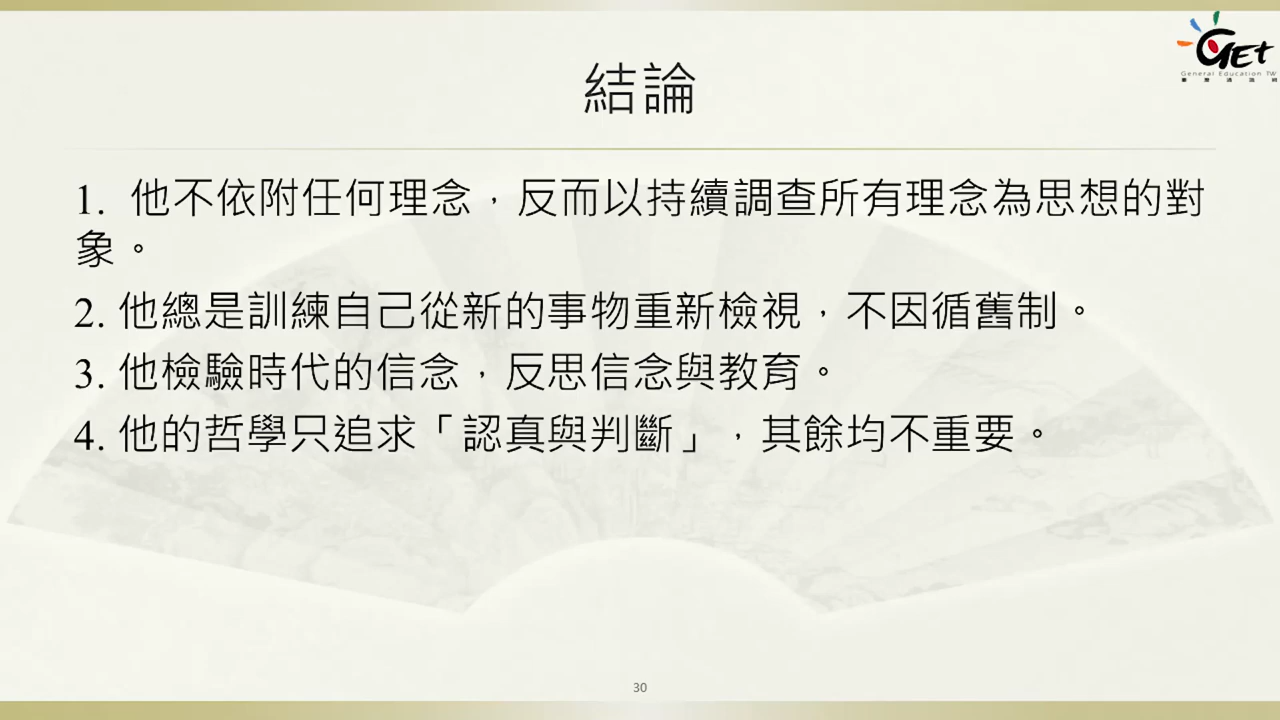 GET
General Education TW
結論
1. 他不依附任何理念，反而以持續調查所有理念為思想的對
象。
2. 他總是訓練自己從新的事物重新檢視，不因循舊制。
3. 他檢驗時代的信念，反思信念與教育。
4. 他的哲學只追求「認真與判斷」，其餘均不重要。
30